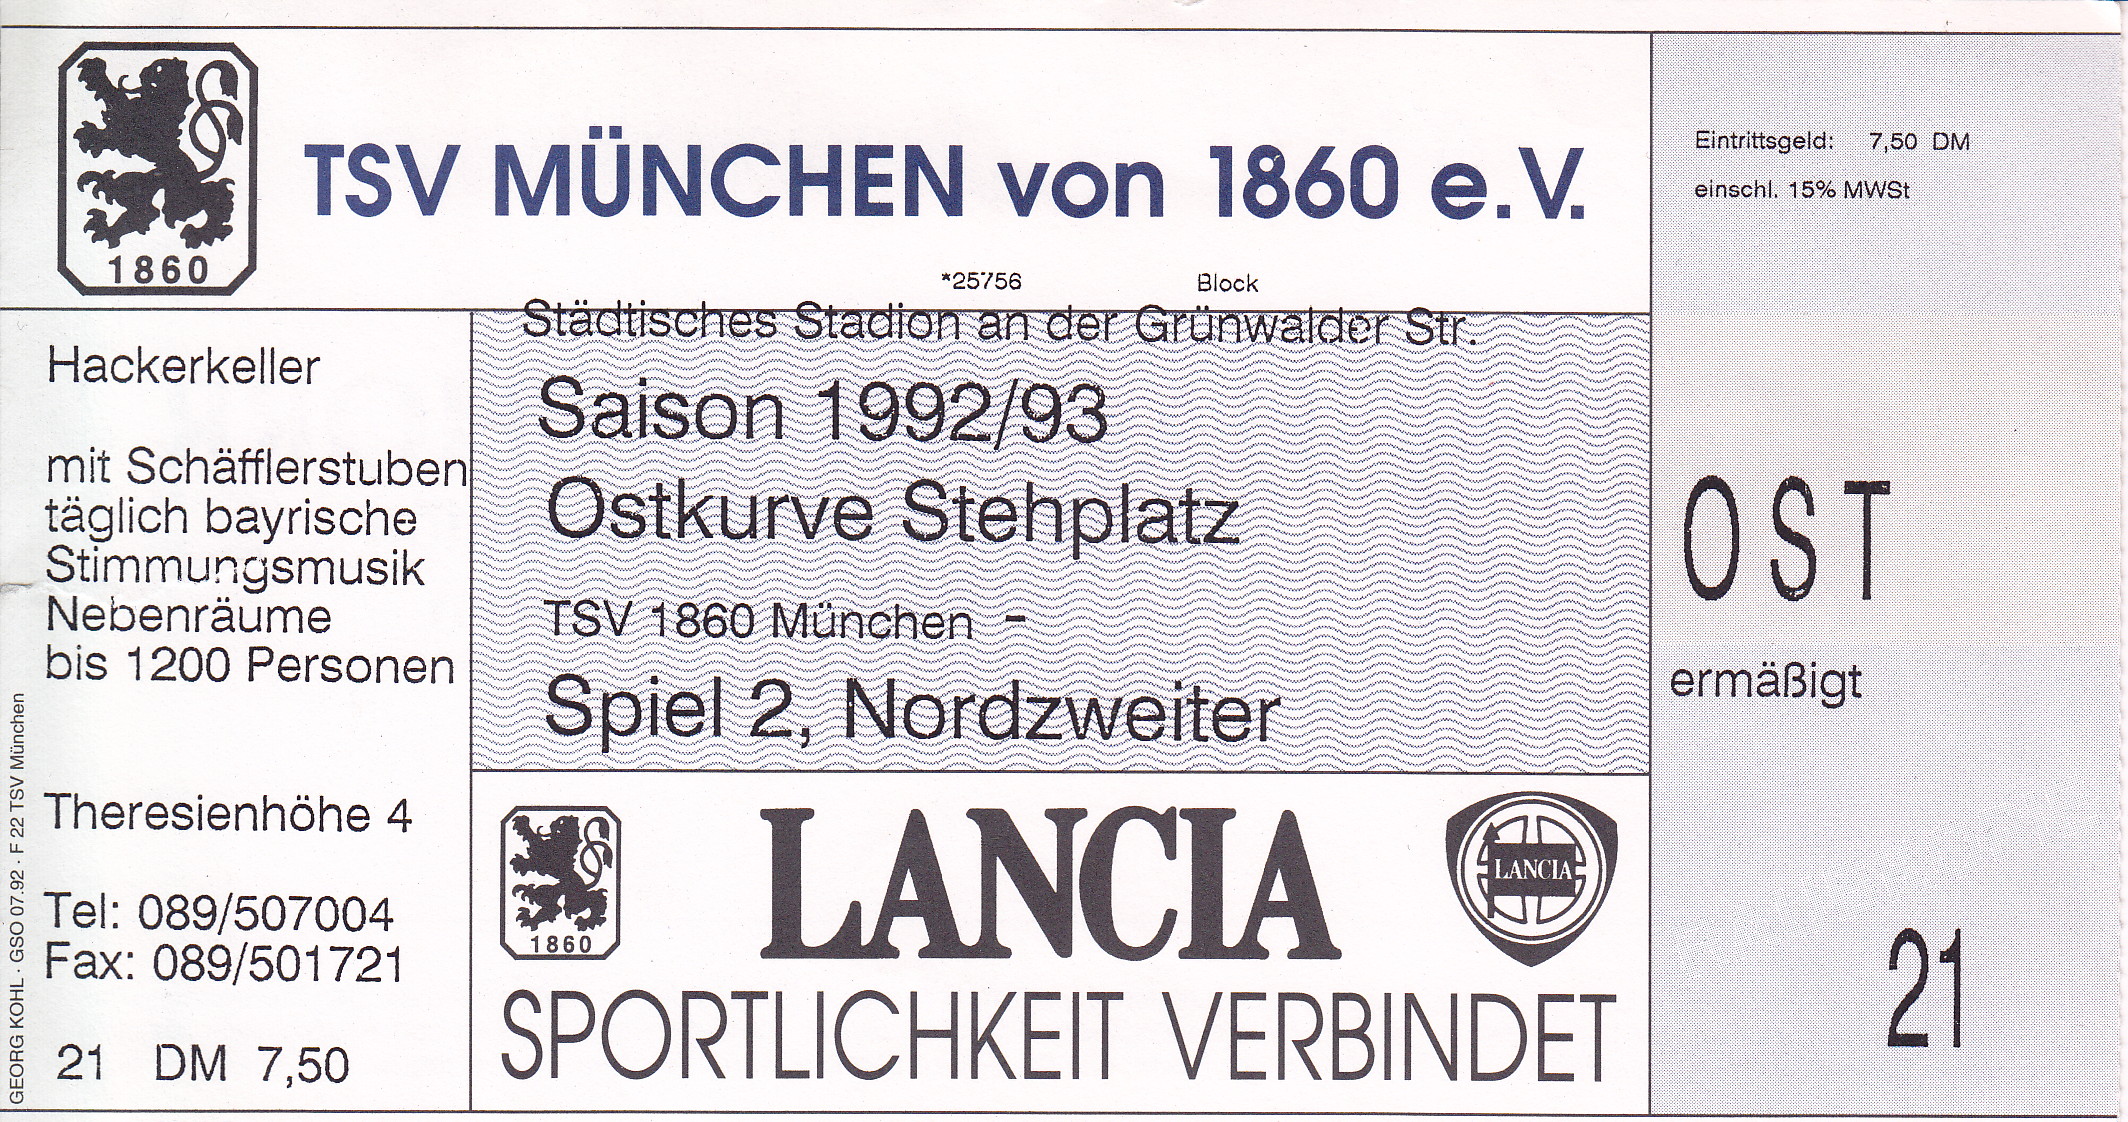 1860
TSV MÜNCHEN von 1860 e.V.
*25756 Block
Städtisches Stadion an der Grünwalder Str.
Saison 1992/93
Ostkurve Stehplatz
TSV 1860 München -
Spiel 2, Nordzweiter
Hackerkeller
mit Schäfflerstuben
täglich bayrische
Stimmungsmusik
Nebenräume
bis 1200 Personen
Theresienhöhe 4
Tel: 089/507004
Fax: 089/501721
21 DM 7,50
GEORG KOHL · GSO 07.92 · F 22 TSV München
1860
LANCIA
LANCIA
SPORTLICHKEIT VERBINDET
Eintrittsgeld: 7,50 DM
einschl. 15% MWSt
OST
ermäßigt
21